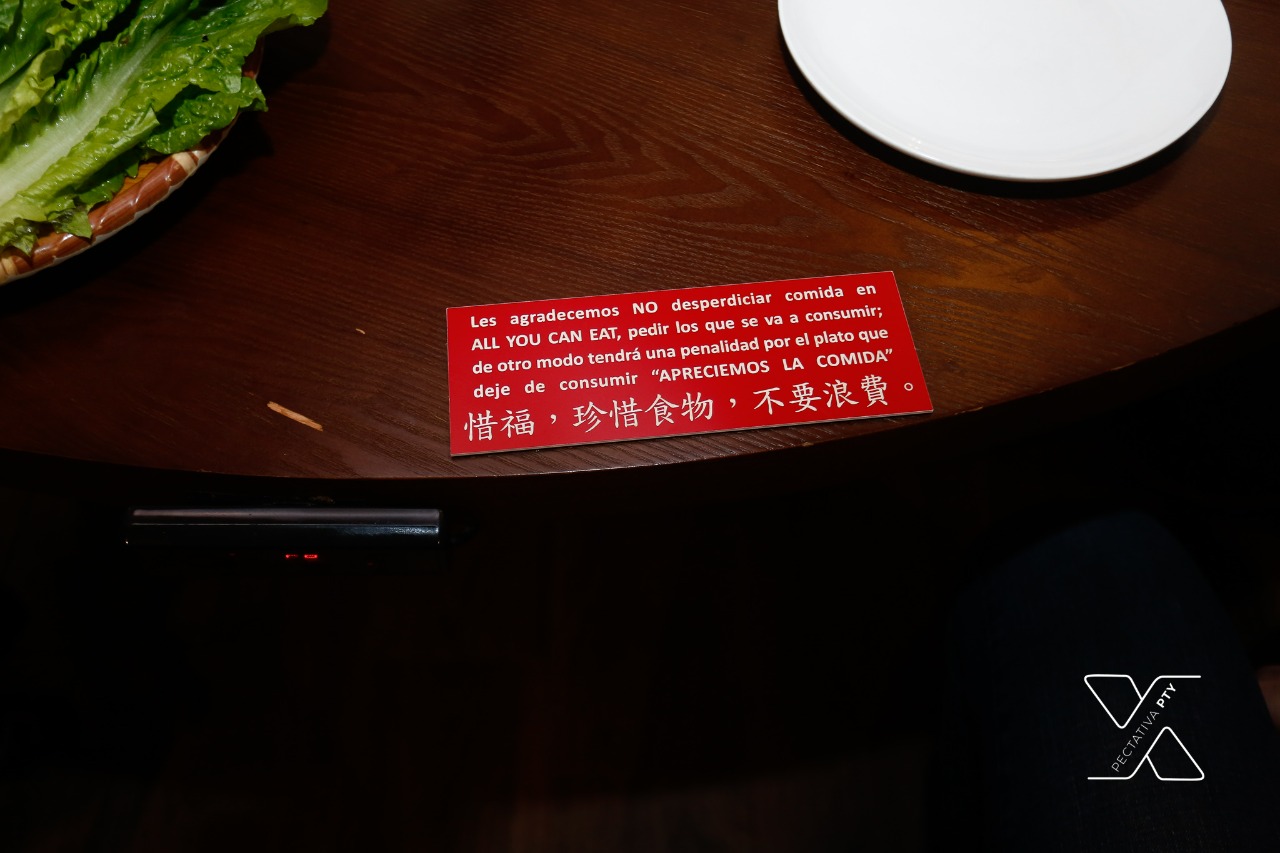 Les agradecemos NO desperdiciar comida en
ALL YOU CAN EAT, pedir los que se va a consumir;
de otro modo tendrá una penalidad por el plato que
deje de consumir “APRECIEMOS LA COMIDA”
惜福，珍惜食物，不要浪費。
XPECTATIVA PTY